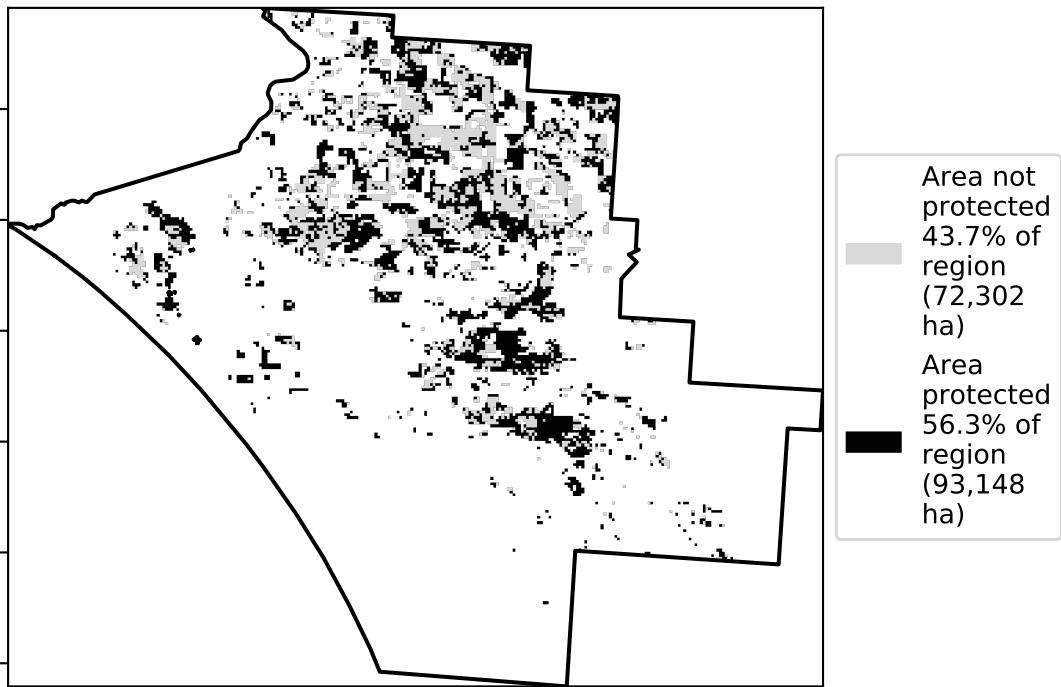 Area not
protected
43.7% of
region
(72,302
ha)
Area
protected
56.3% of
region
(93,148
ha)